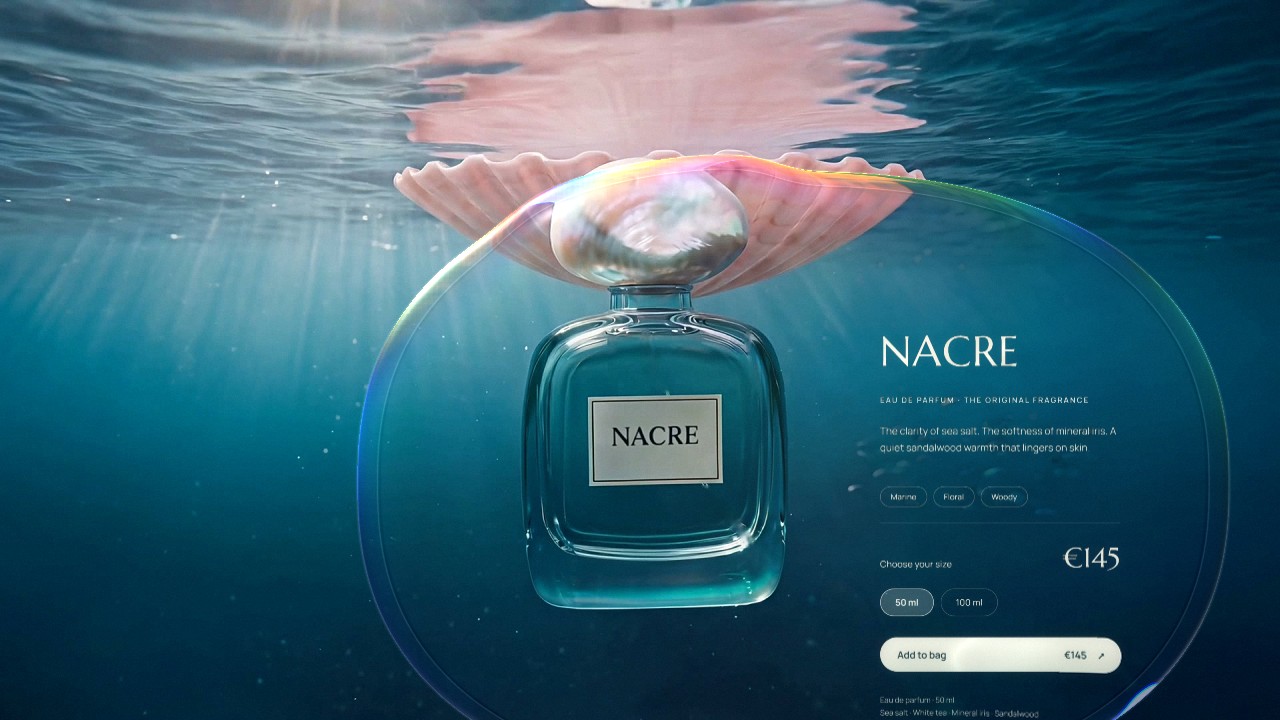 NACRE
NACRE
EAU DE PARFUM · THE ORIGINAL FRAGRANCE
The clarity of sea salt. The softness of mineral iris. A
quiet sandalwood warmth that lingers on skin
Marine Floral Woody
Choose your size €145
50 ml 100 ml
Add to bag €145 ↗
Eau de parfum · 50 ml
Sea salt · White tea · Mineral iris · Sandalwood